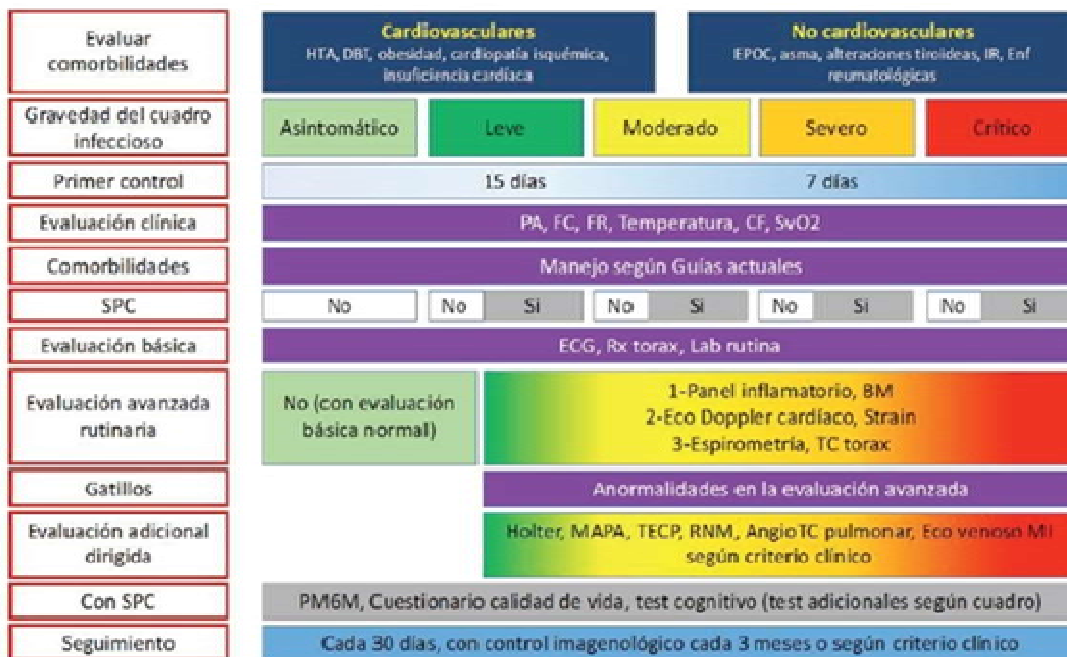 Evaluar
comorbilidades
Cardiovasculares
HTA, DBT, obesidad, cardiopatía isquémica,
insuficiencia cardíaca
No cardiovasculares
IEPOC, asma, alteraciones tiroideas, IR, Enf
reumatológicas
Gravedad del cuadro
infeccioso
Asintomático
Leve
Moderado
Severo
Crítico
Primer control
15 días
7 días
Evaluación clínica
PA, FC, FR, Temperatura, CF, SvO2
Comorbilidades
Manejo según Guías actuales
SPC
No
No
Si
No
Si
No
Si
No
Si
Evaluación básica
ECG, Rx torax, Lab rutina
Evaluación avanzada
rutinaria
No (con evaluación
básica normal)
1-Panel inflamatorio, BM
2-Eco Doppler cardíaco, Strain
3-Espirometría, TC torax
Gatillos
Anormalidades en la evaluación avanzada
Evaluación adicional
dirigida
Holter, MAPA, TECP, RNM, AngioTC pulmonar, Eco venoso MII
según criterio clínico
Con SPC
PM6M, Cuestionario calidad de vida, test cognitivo (test adicionales según cuadro)
Seguimiento
Cada 30 días, con control imagenológico cada 3 meses o según criterio clínico